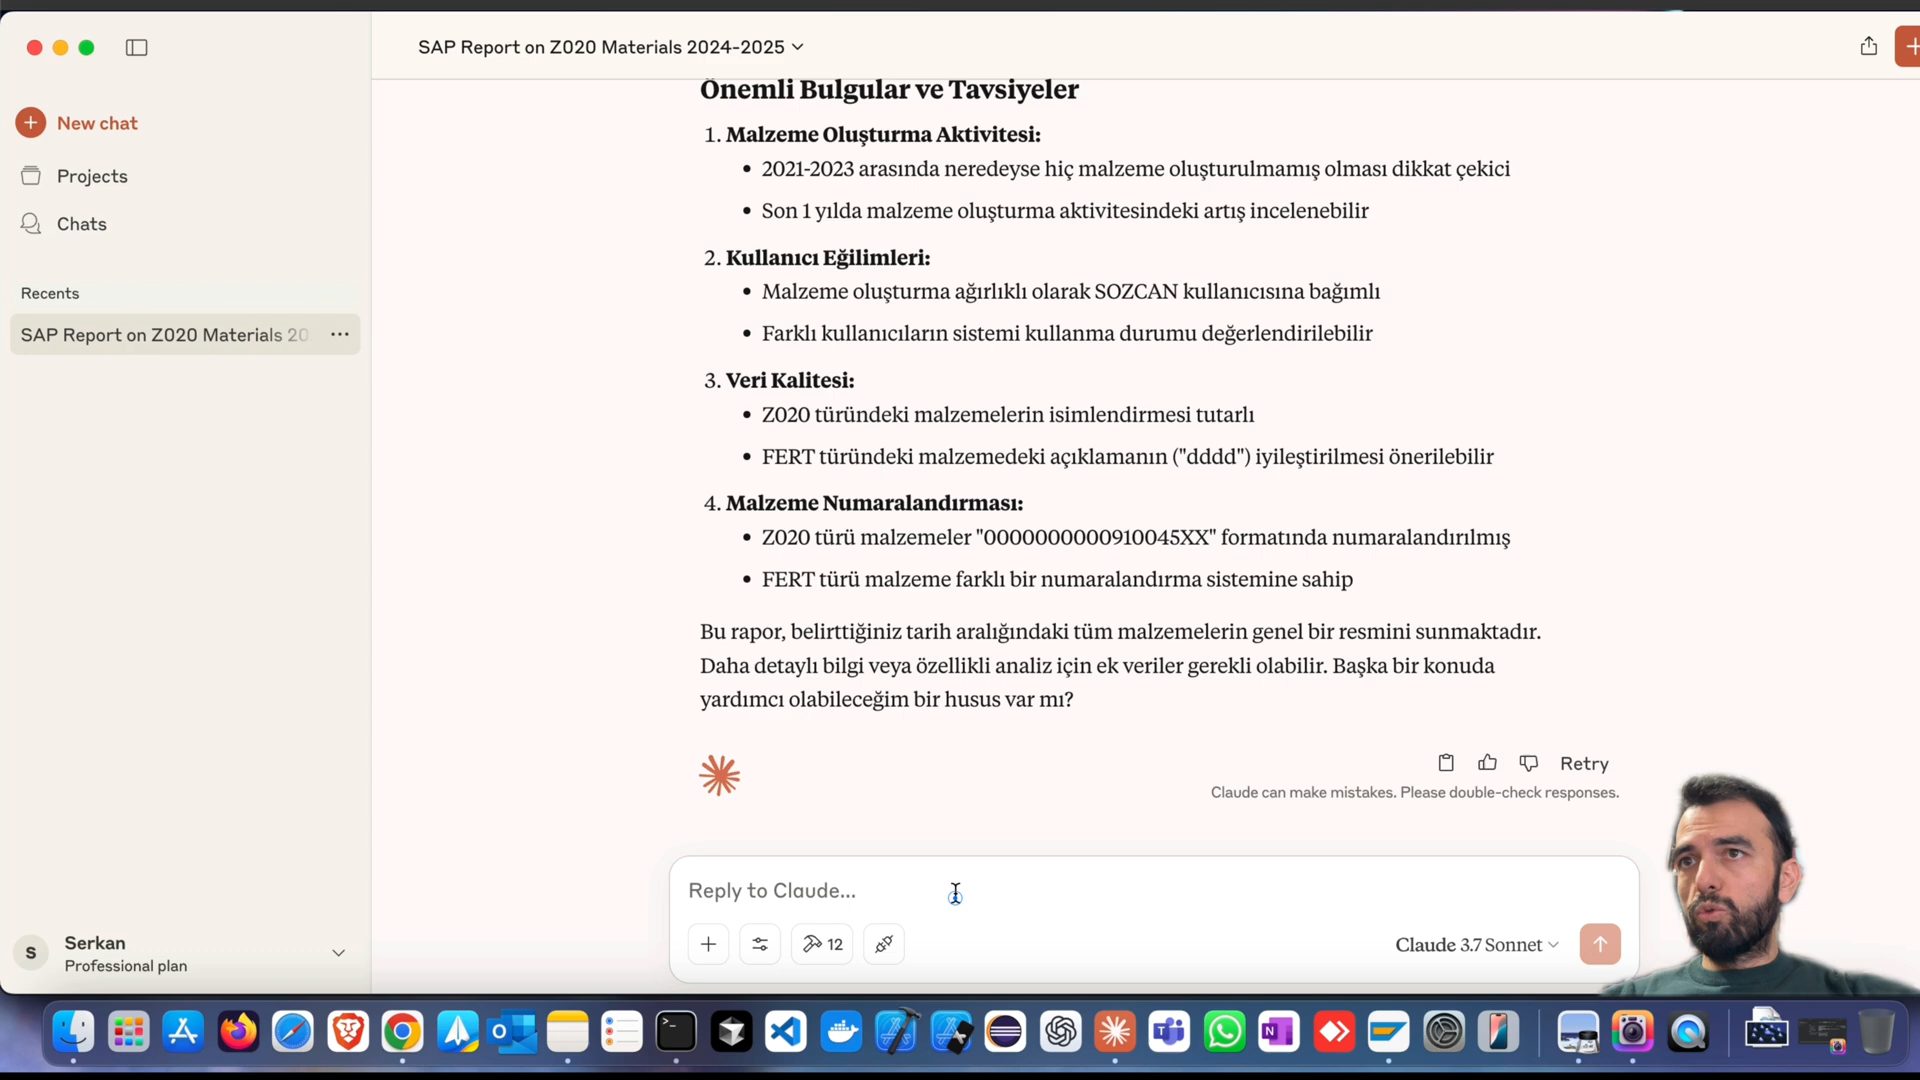 SAP Report on Z020 Materials 2024-2025
New chat
Projects
Chats
Recents
SAP Report on Z020 Materials 20
Önemli Bulgular ve Tavsiyeler
1. Malzeme Oluşturma Aktivitesi:
• 2021-2023 arasında neredeyse hiç malzeme oluşturulmamış olması dikkat çekici
• Son 1 yılda malzeme oluşturma aktivitesindeki artış incelenebilir
2. Kullanıcı Eğilimleri:
• Malzeme oluşturma ağırlıklı olarak SOZCAN kullanıcısına bağımlı
• Farklı kullanıcıların sistemi kullanma durumu değerlendirilebilir
3. Veri Kalitesi:
• Z020 türündeki malzemelerin isimlendirmesi tutarlı
• FERT türündeki malzemedeki açıklamanın ("dddd") iyileştirilmesi önerilebilir
4. Malzeme Numaralandırması:
• Z020 türü malzemeler "0000000000910045XX" formatında numaralandırılmış
• FERT türü malzeme farklı bir numaralandırma sistemine sahip
Bu rapor, belirttiğiniz tarih aralığındaki tüm malzemelerin genel bir resmini sunmaktadır.
Daha detaylı bilgi veya özellikli analiz için ek veriler gerekli olabilir. Başka bir konuda
yardımcı olabileceğim bir husus var mı?
Retry
Claude can make mistakes. Please double-check responses.
Reply to Claude...
12
Claude 3.7 Sonnet
S
Serkan
Professional plan